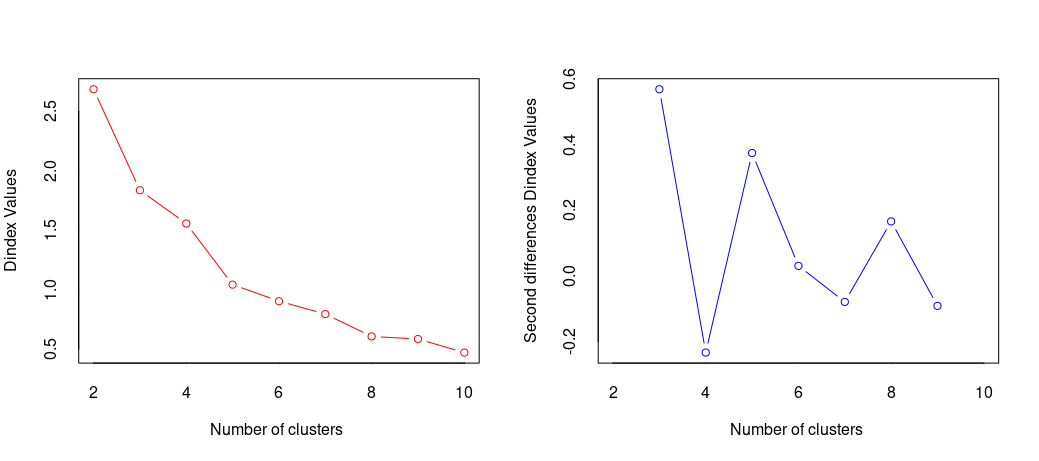 Dindex Values
2.5
2.0
1.5
1.0
0.5
2 4 6 8 10
Number of clusters
Second differences Dindex Values
0.6
0.4
0.2
0.0
-0.2
2 4 6 8 10
Number of clusters